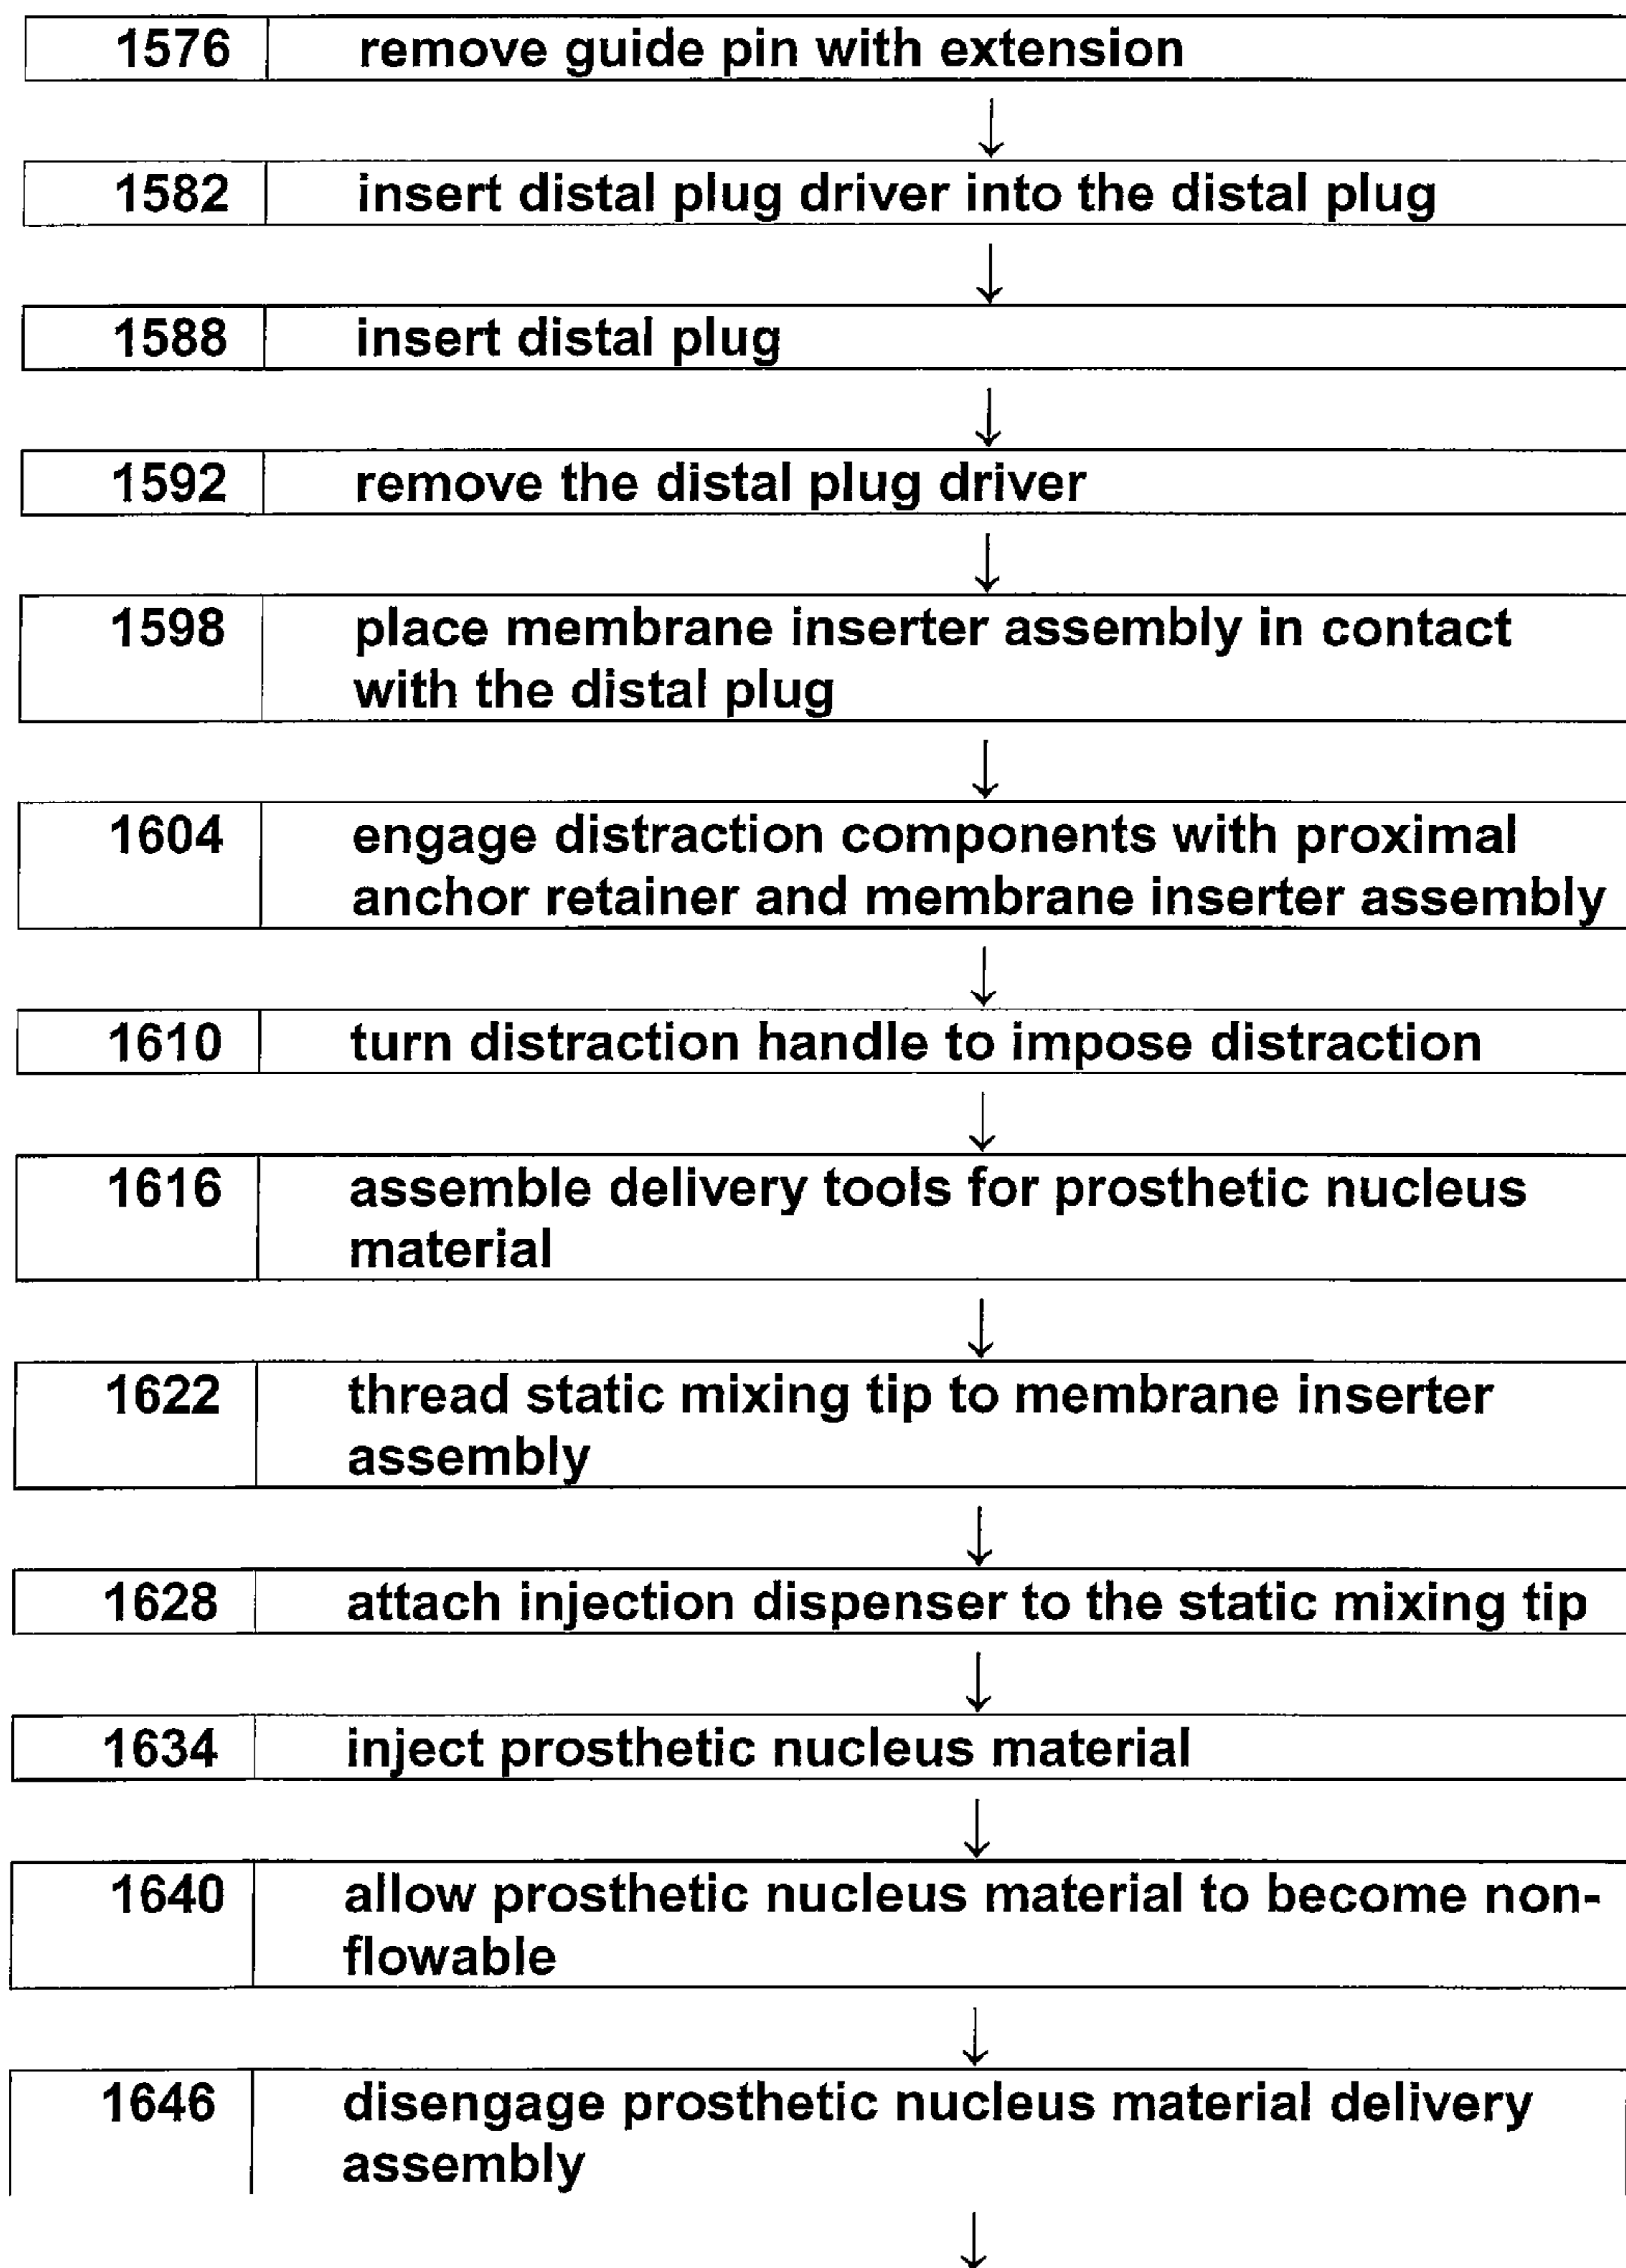 1576 remove guide pin with extension
↓
1582 insert distal plug driver into the distal plug
↓
1588 insert distal plug
↓
1592 remove the distal plug driver
↓
1598 place membrane inserter assembly in contact
with the distal plug
↓
1604 engage distraction components with proximal
anchor retainer and membrane inserter assembly
↓
1610 turn distraction handle to impose distraction
↓
1616 assemble delivery tools for prosthetic nucleus
material
↓
1622 thread static mixing tip to membrane inserter
assembly
↓
1628 attach injection dispenser to the static mixing tip
↓
1634 inject prosthetic nucleus material
↓
1640 allow prosthetic nucleus material to become non-
flowable
↓
1646 disengage prosthetic nucleus material delivery
assembly
↓